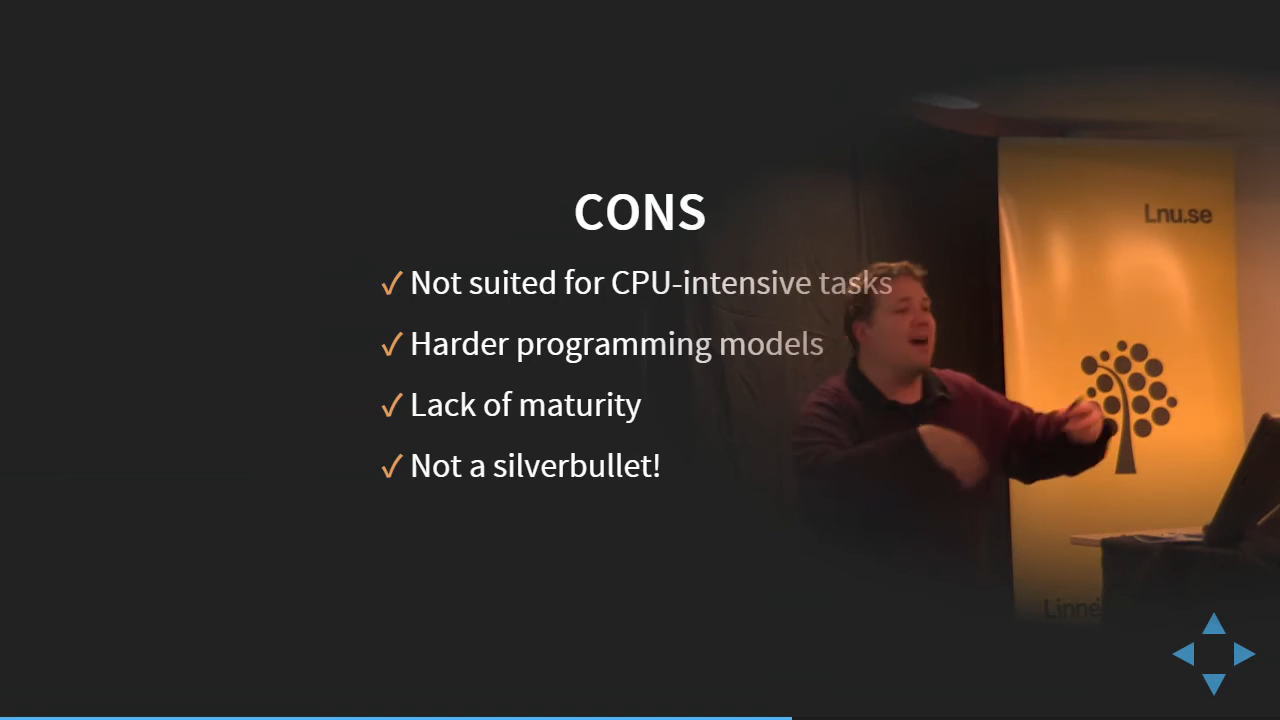 CONS
✓ Not suited for CPU-intensive tasks
✓ Harder programming models
✓ Lack of maturity
✓ Not a silverbullet!
Lnu.se